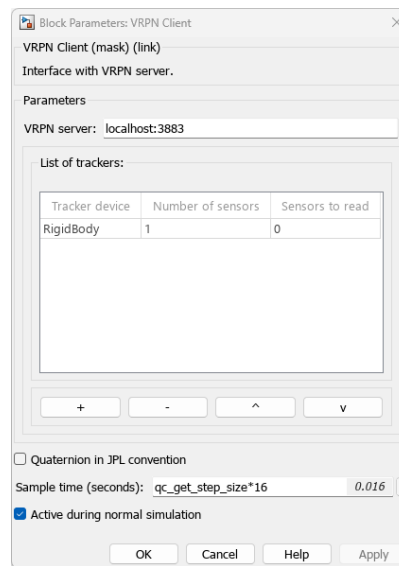 Block Parameters: VRPN Client
VRPN Client (mask) (link)
Interface with VRPN server.
Parameters
VRPN server: localhost:3883
List of trackers:
Tracker device Number of sensors Sensors to read
RigidBody 1 0
+ - ^ v
Quaternion in JPL convention
Sample time (seconds): qc_get_step_size*16 0.016
Active during normal simulation
OK Cancel Help Apply